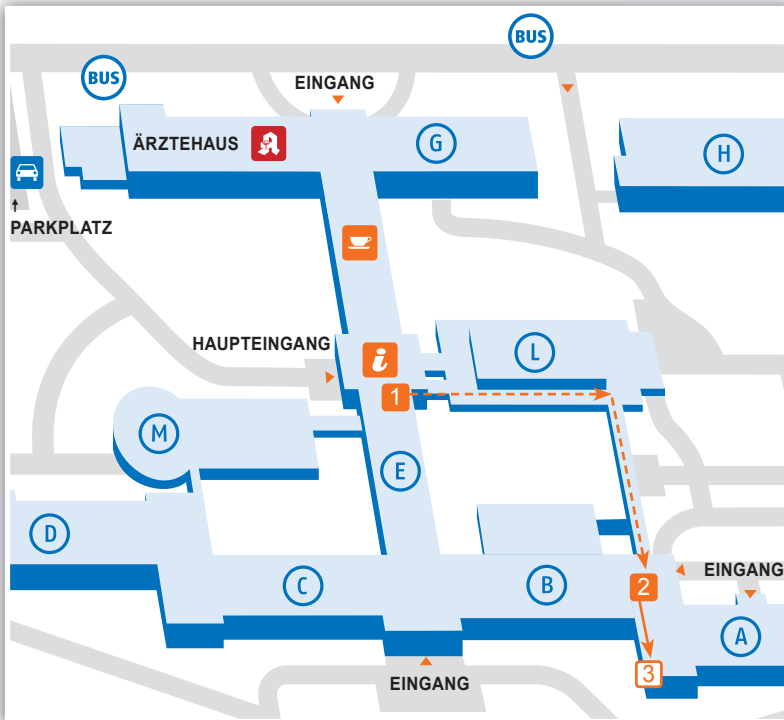 BUS
BUS
EINGANG
ÄRZTEHAUS
G
H
PARKPLATZ
HAUPTEINGANG
i
L
1
M
E
D
C
B
2
EINGANG
A
3
EINGANG